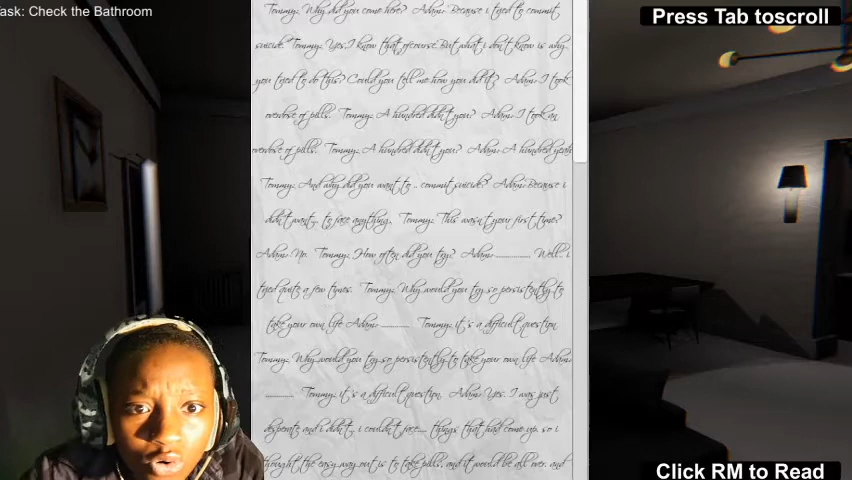 Task: Check the Bathroom
Press Tab toscroll
Tommy: Why did you come here? Adam: Because i tried to commit
suicide. Tommy: Yes.I know that ofcourse.But what i don't know is why
you tried to do this? Could you tell me how you did it? Adam: I took
overdose of pills. Tommy: A hundred didn't you? Adam: I took an
overdose of pills. Tommy: A hundred didn't you? Adam: A hundred yeah
Tommy: And why did you want to .. commit suicide? Adam:Because i
didn't want... to face anything. Tommy: This wasn't your first time?
Adam: No. Tommy: How often did you try? Adam: .............. Well.. i
tried quite a few times. Tommy: Why would you try so persistently to
take your own life Adam: ............ Tommy: it's a difficult question
Tommy: Why would you try so persistently to take your own life Adam:
............ Tommy: it's a difficult question. Adam: Yes. I was just
desperate and i didn't.. i couldn't face.... things that had come up. so i
thought the easy way out is to take pills, and it would be all over. and
Click RM to Read